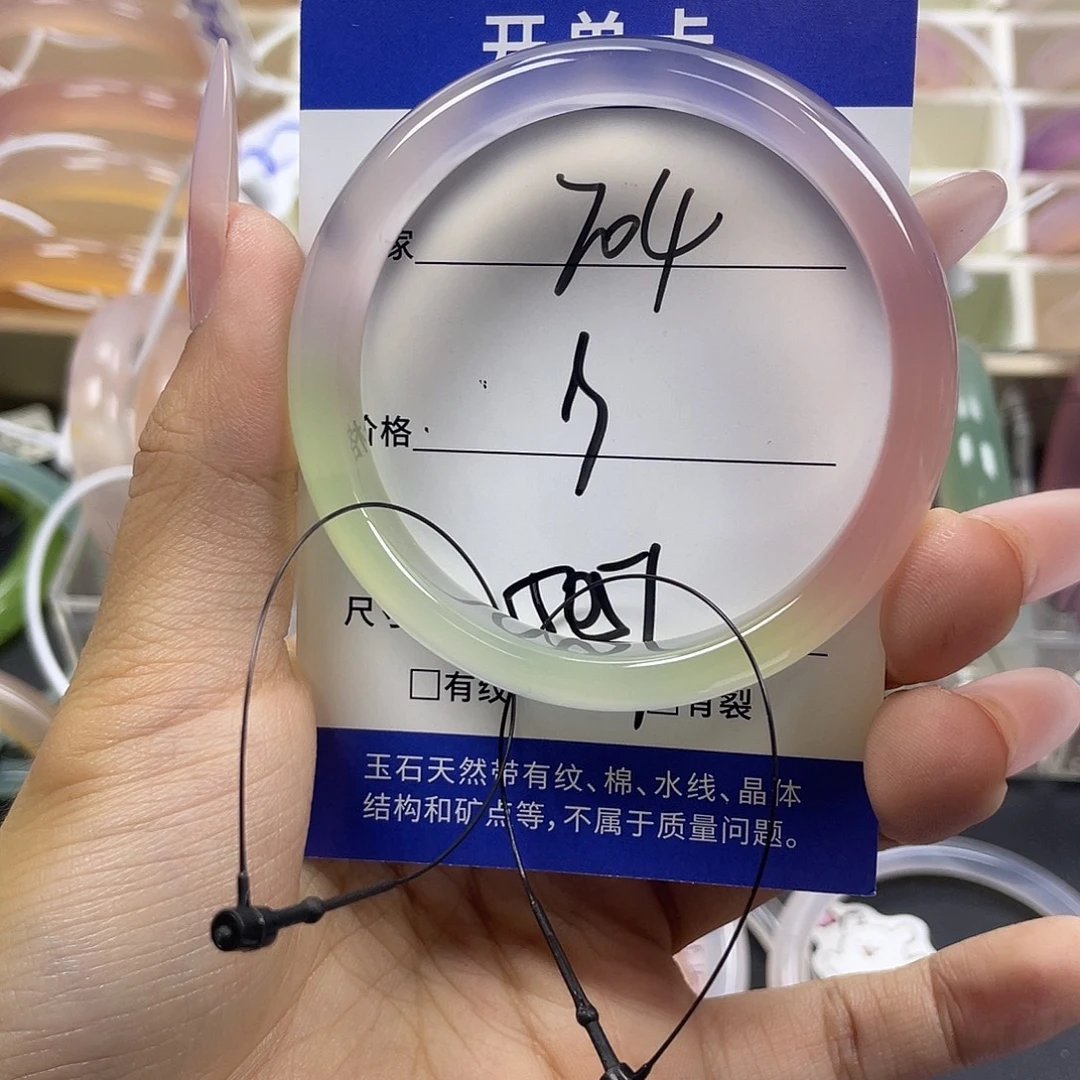 开单卡
家 704
价格
尺
□有纹 □有裂
玉石天然带有纹、棉、水线、晶体
结构和矿点等，不属于质量问题。